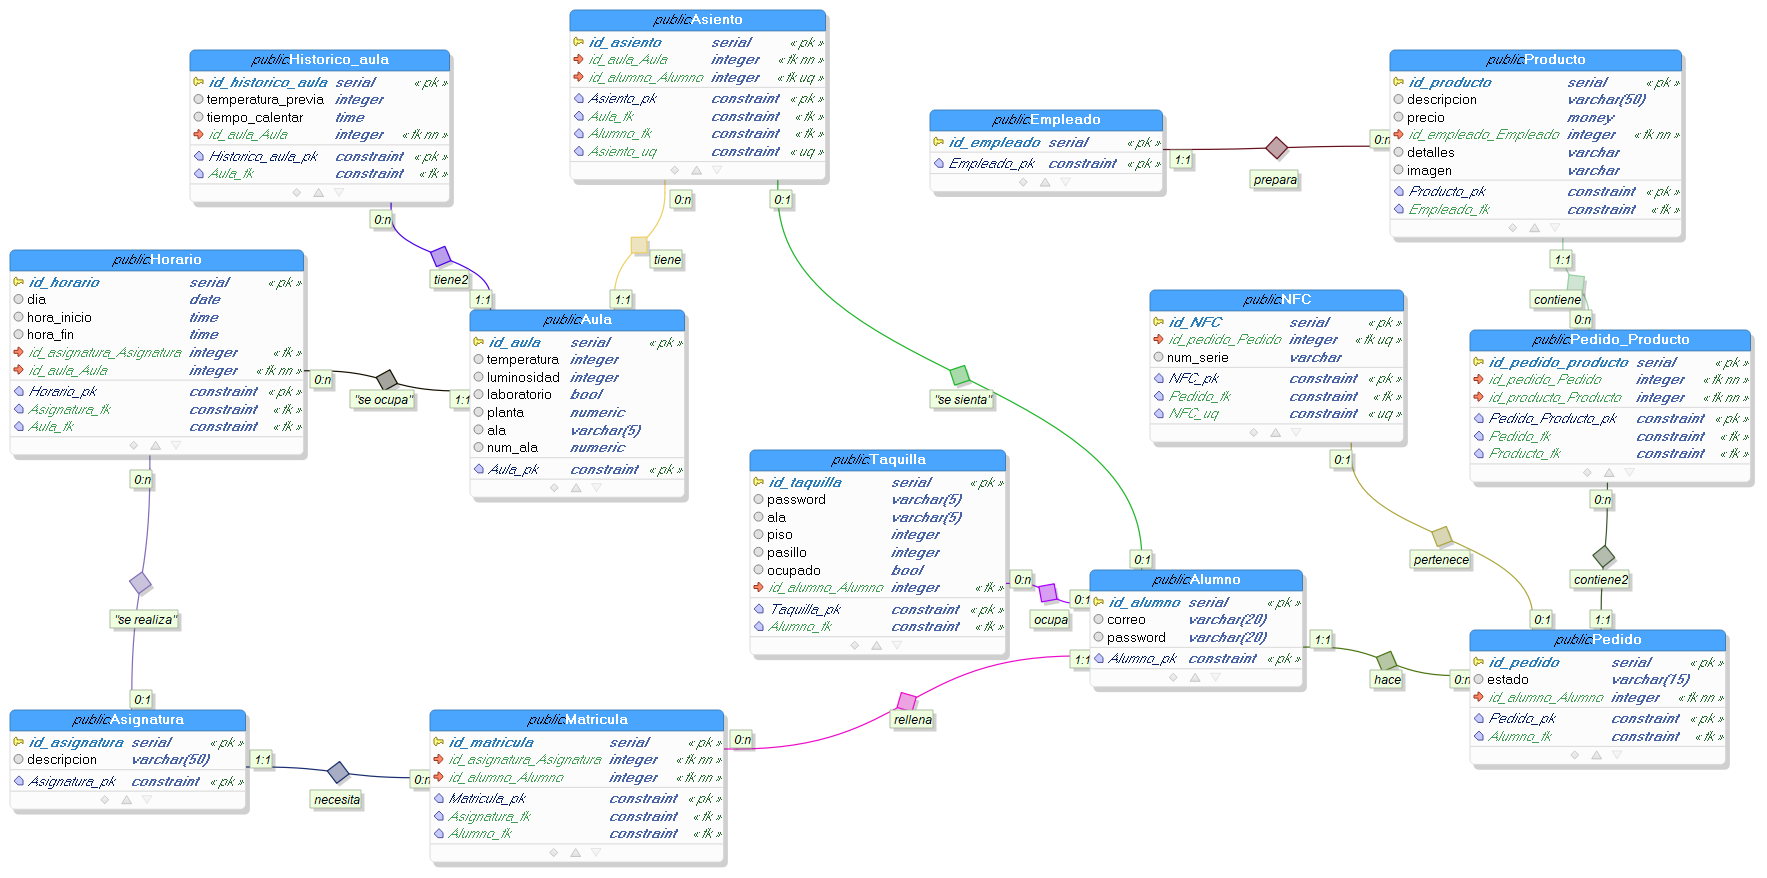 public.Asiento
id_asiento serial « pk »
id_aula_Aula integer « fk nn »
id_alumno_Alumno integer « fk uq »
Asiento_pk constraint « pk »
Aula_fk constraint « fk »
Alumno_fk constraint « fk »
Asiento_uq constraint « uq »
public.Historico_aula
id_historico_aula serial « pk »
temperatura_previa integer
tiempo_calentar time
id_aula_Aula integer « fk nn »
Historico_aula_pk constraint « pk »
Aula_fk constraint « fk »
public.Producto
id_producto serial « pk »
descripcion varchar(50)
precio money
id_empleado_Empleado integer « fk nn »
detalles varchar
imagen varchar
Producto_pk constraint « pk »
Empleado_fk constraint « fk »
public.Empleado
id_empleado serial « pk »
Empleado_pk constraint « pk »
1:1
prepara
0:n
0:n
tiene2
1:1
0:n
tiene
1:1
0:1
"se sienta"
0:1
1:1
contiene
0:n
public.Horario
id_horario serial « pk »
dia date
hora_inicio time
hora_fin time
id_asignatura_Asignatura integer « fk »
id_aula_Aula integer « fk nn »
Horario_pk constraint « pk »
Asignatura_fk constraint « fk »
Aula_fk constraint « fk »
0:n
"se ocupa"
1:1
public.Aula
id_aula serial « pk »
temperatura integer
luminosidad integer
laboratorio bool
planta numeric
ala varchar(5)
num_ala numeric
Aula_pk constraint « pk »
public.NFC
id_NFC serial « pk »
id_pedido_Pedido integer « fk uq »
num_serie varchar
NFC_pk constraint « pk »
Pedido_fk constraint « fk »
NFC_uq constraint « uq »
public.Pedido_Producto
id_pedido_producto serial « pk »
id_pedido_Pedido integer « fk nn »
id_producto_Producto integer « fk nn »
Pedido_Producto_pk constraint « pk »
Pedido_fk constraint « fk »
Producto_fk constraint « fk »
0:n
"se realiza"
0:1
public.Taquilla
id_taquilla serial « pk »
password varchar(5)
ala varchar(5)
piso integer
pasillo integer
ocupado bool
id_alumno_Alumno integer « fk »
Taquilla_pk constraint « pk »
Alumno_fk constraint « fk »
0:n
ocupa
0:1
0:1
pertenece
0:1
0:n
contiene2
1:1
public.Alumno
id_alumno serial « pk »
correo varchar(20)
password varchar(20)
Alumno_pk constraint « pk »
1:1
hace
0:n
public.Pedido
id_pedido serial « pk »
estado varchar(15)
id_alumno_Alumno integer « fk nn »
Pedido_pk constraint « pk »
Alumno_fk constraint « fk »
1:1
rellena
0:n
public.Asignatura
id_asignatura serial « pk »
descripcion varchar(50)
Asignatura_pk constraint « pk »
1:1
necesita
0:n
public.Matricula
id_matricula serial « pk »
id_asignatura_Asignatura integer « fk nn »
id_alumno_Alumno integer « fk nn »
Matricula_pk constraint « pk »
Asignatura_fk constraint « fk »
Alumno_fk constraint « fk »